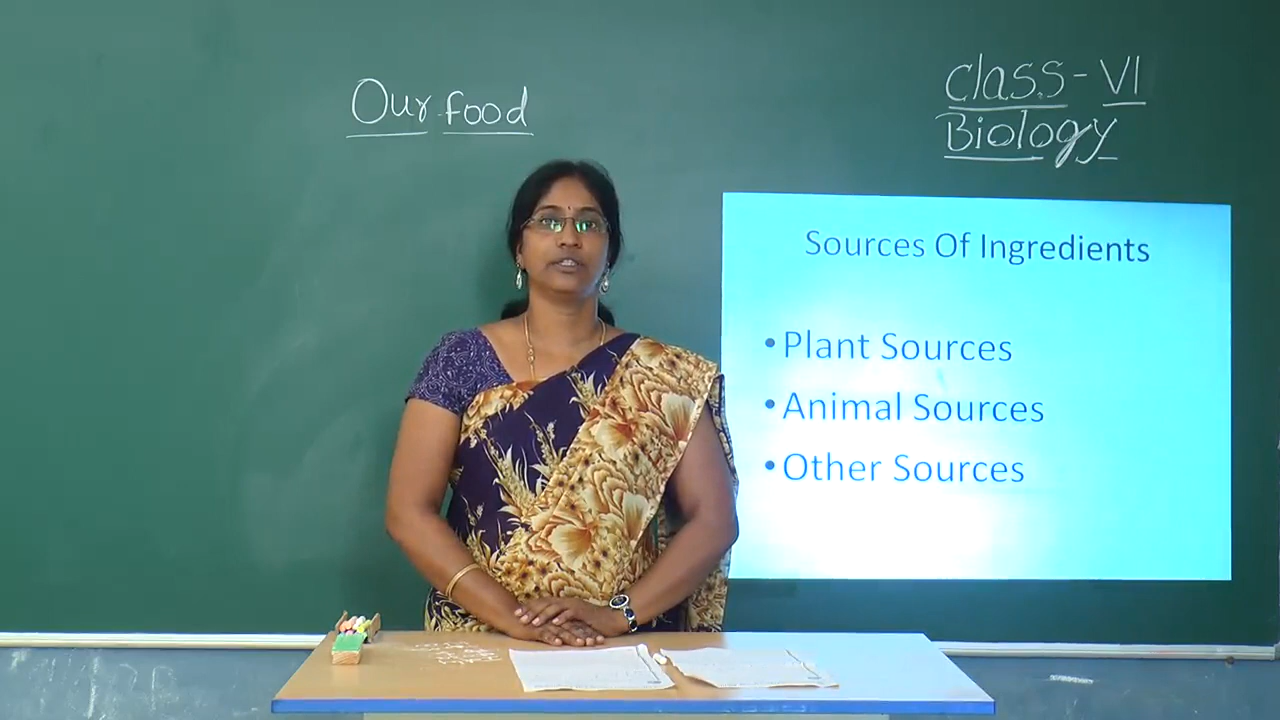 Our food
Class - VI
Biology
Sources Of Ingredients
• Plant Sources
• Animal Sources
• Other Sources